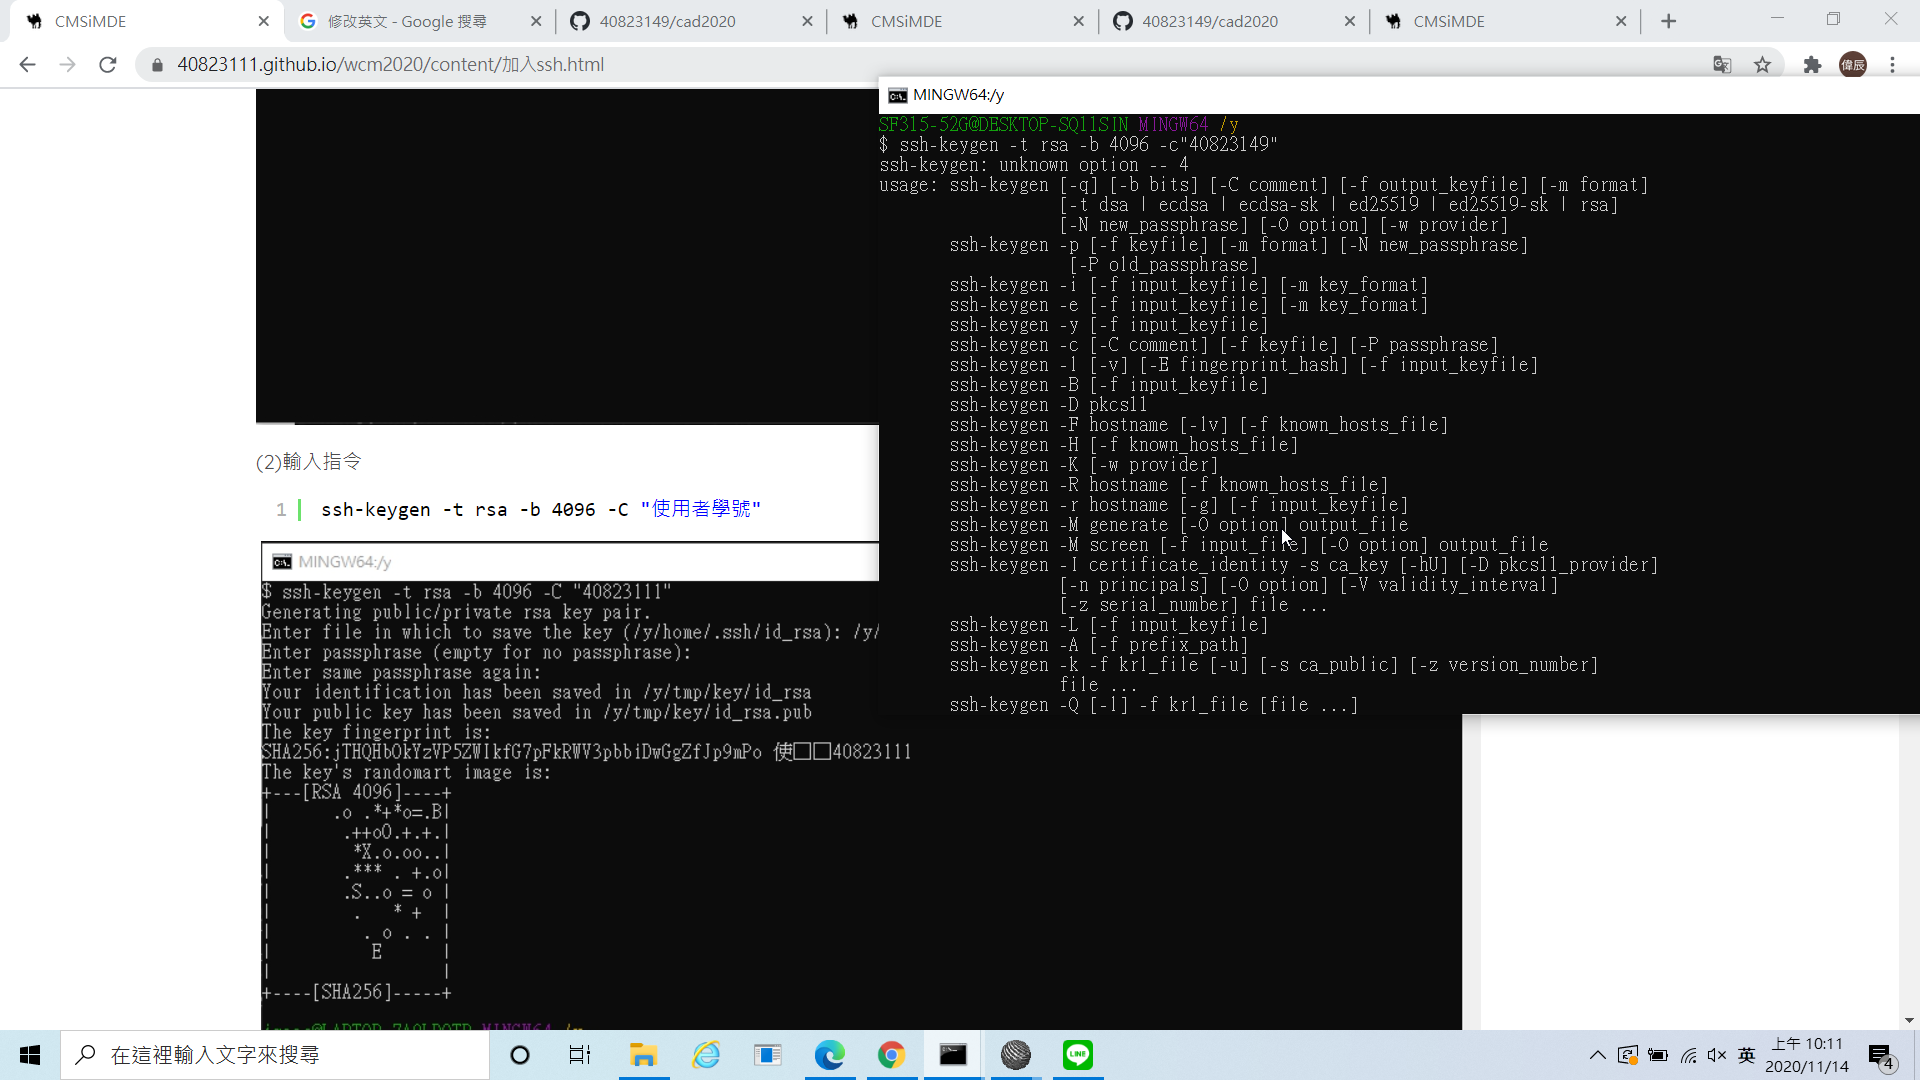 CMSiMDE
修改英文 - Google 搜尋
40823149/cad2020
CMSiMDE
40823149/cad2020
CMSiMDE
40823111.github.io/wcm2020/content/加入ssh.html
偉辰
(2)輸入指令
1 ssh-keygen -t rsa -b 4096 -C "使用者學號"
MINGW64:/y
$ ssh-keygen -t rsa -b 4096 -C "40823111"
Generating public/private rsa key pair.
Enter file in which to save the key (/y/home/.ssh/id_rsa): /y/
Enter passphrase (empty for no passphrase):
Enter same passphrase again:
Your identification has been saved in /y/tmp/key/id_rsa
Your public key has been saved in /y/tmp/key/id_rsa.pub
The key fingerprint is:
SHA256:jTHQHbOkYzVP5ZWIkfG7pFkRWV3pbbiDwGgZfJp9mPo 使□□40823111
The key's randomart image is:
+---[RSA 4096]----+
|      .o .*+*o=.B|
|       .++oO.+.+.|
|        *X.o.oo..|
|       .*** . +.o|
|       .S..o = o |
|        .   * +  |
|         . o . . |
|          E      |
|                 |
+----[SHA256]-----+
MINGW64:/y
SF315-52G@DESKTOP-SQ11SIN MINGW64 /y
$ ssh-keygen -t rsa -b 4096 -c"40823149"
ssh-keygen: unknown option -- 4
usage: ssh-keygen [-q] [-b bits] [-C comment] [-f output_keyfile] [-m format]
[-t dsa | ecdsa | ecdsa-sk | ed25519 | ed25519-sk | rsa]
[-N new_passphrase] [-O option] [-w provider]
ssh-keygen -p [-f keyfile] [-m format] [-N new_passphrase]
[-P old_passphrase]
ssh-keygen -i [-f input_keyfile] [-m key_format]
ssh-keygen -e [-f input_keyfile] [-m key_format]
ssh-keygen -y [-f input_keyfile]
ssh-keygen -c [-C comment] [-f keyfile] [-P passphrase]
ssh-keygen -l [-v] [-E fingerprint_hash] [-f input_keyfile]
ssh-keygen -B [-f input_keyfile]
ssh-keygen -D pkcs11
ssh-keygen -F hostname [-lv] [-f known_hosts_file]
ssh-keygen -H [-f known_hosts_file]
ssh-keygen -K [-w provider]
ssh-keygen -R hostname [-f known_hosts_file]
ssh-keygen -r hostname [-g] [-f input_keyfile]
ssh-keygen -M generate [-O option] output_file
ssh-keygen -M screen [-f input_file] [-O option] output_file
ssh-keygen -I certificate_identity -s ca_key [-hU] [-D pkcs11_provider]
[-n principals] [-O option] [-V validity_interval]
[-z serial_number] file ...
ssh-keygen -L [-f input_keyfile]
ssh-keygen -A [-f prefix_path]
ssh-keygen -k -f krl_file [-u] [-s ca_public] [-z version_number]
file ...
ssh-keygen -Q [-l] -f krl_file [file ...]
在這裡輸入文字來搜尋
LINE
英
上午 10:11
2020/11/14
4